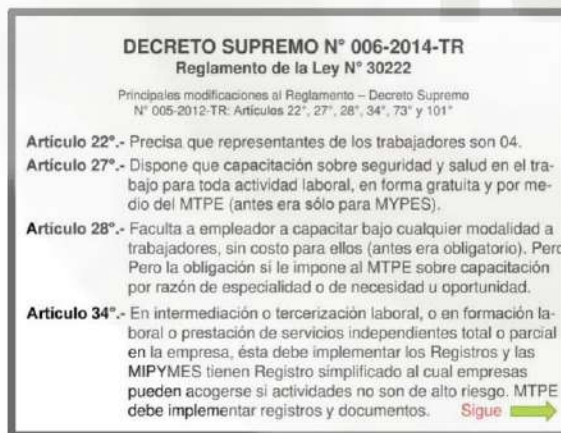 DECRETO SUPREMO N° 006-2014-TR
Reglamento de la Ley N° 30222
Principales modificaciones al Reglamento – Decreto Supremo
N° 005-2012-TR: Artículos 22°, 27°, 28°, 34°, 73° y 101°
Artículo 22°.- Precisa que representantes de los trabajadores son 04.
Artículo 27°.- Dispone que capacitación sobre seguridad y salud en el tra-
bajo para toda actividad laboral, en forma gratuita y por me-
dio del MTPE (antes era sólo para MYPES).
Artículo 28°.- Faculta a empleador a capacitar bajo cualquier modalidad a
trabajadores, sin costo para ellos (antes era obligatorio). Pero
Pero la obligación si le impone al MTPE sobre capacitación
por razón de especialidad o de necesidad u oportunidad.
Artículo 34°.- En intermediación o tercerización laboral, o en formación la-
boral o prestación de servicios independientes total o parcial
en la empresa, ésta debe implementar los Registros y las
MIPYMES tienen Registro simplificado al cual empresas
pueden acogerse si actividades no son de alto riesgo. MTPE
debe implementar registros y documentos. Sigue